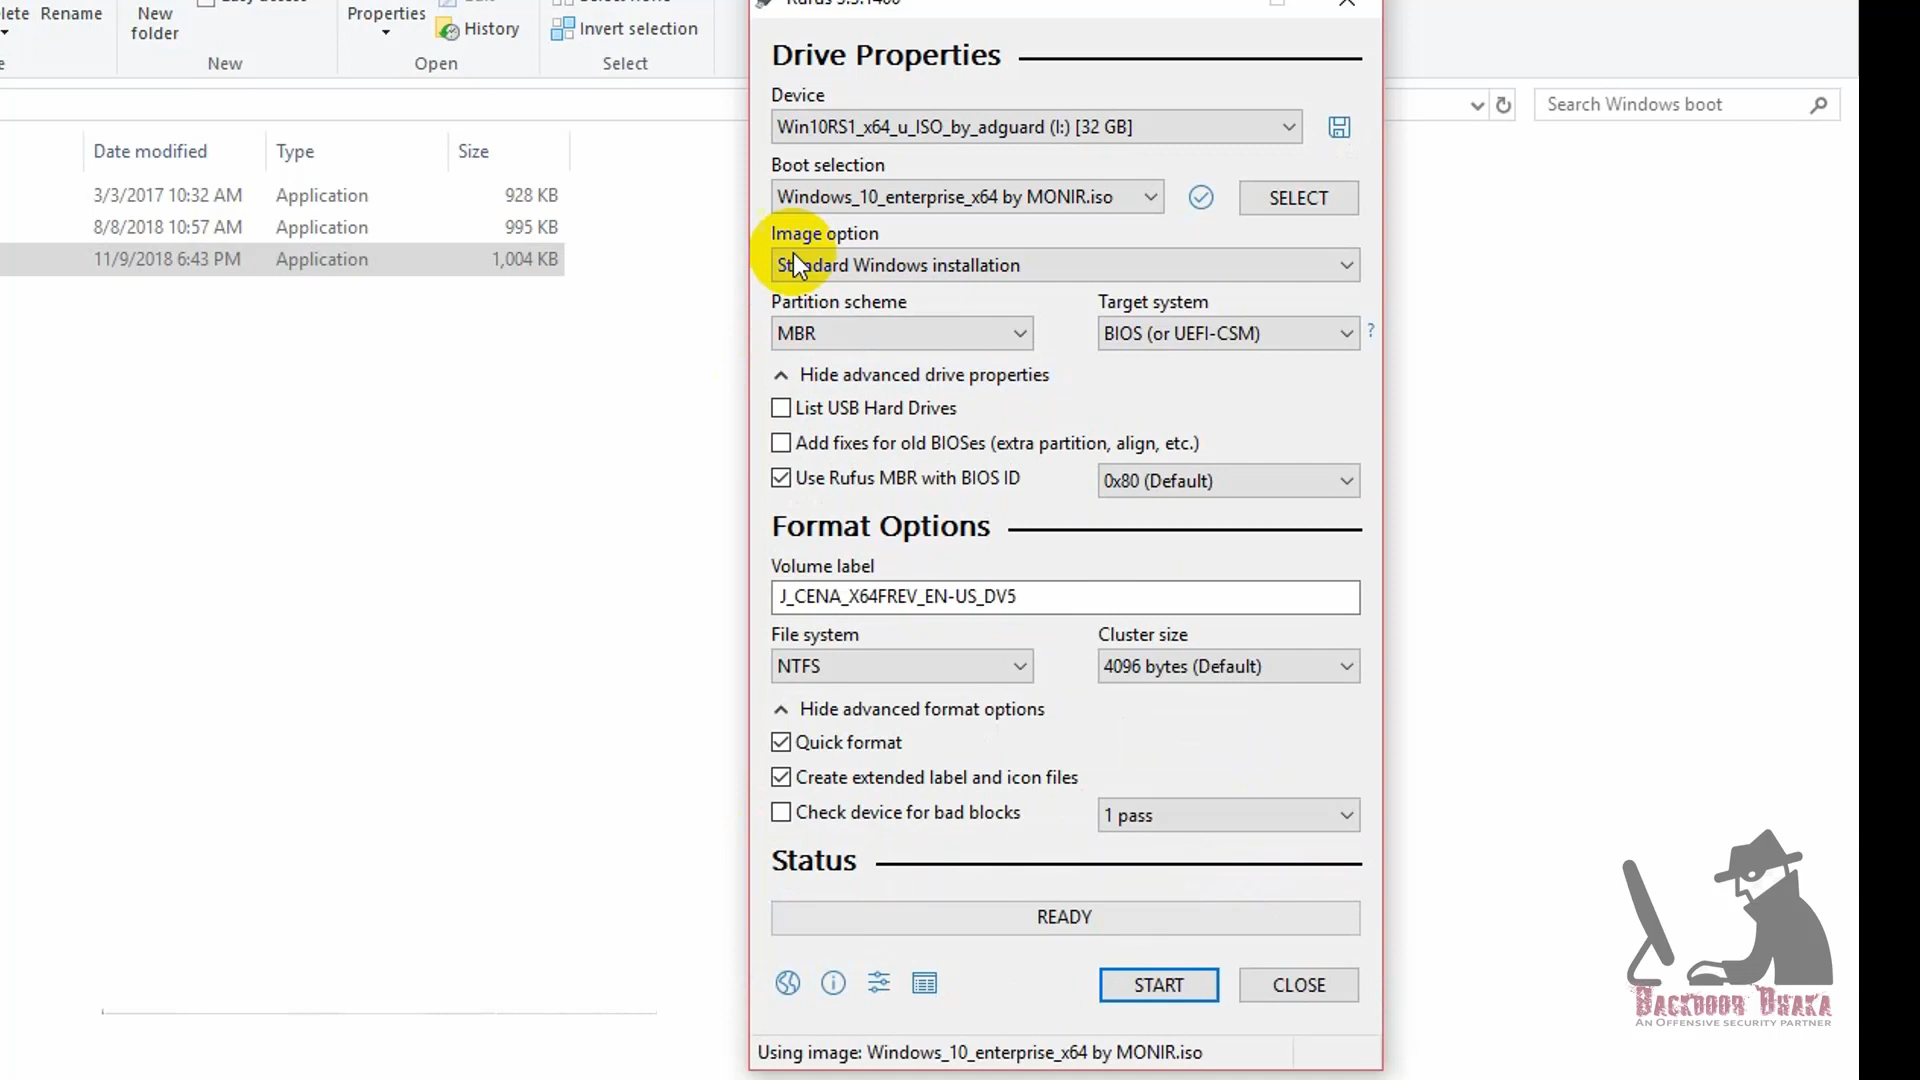 Rename
New
folder
New
Properties
History
Open
Invert selection
Select
Date modified
Type
Size
3/3/2017 10:32 AM
Application
928 KB
8/8/2018 10:57 AM
Application
995 KB
11/9/2018 6:43 PM
Application
1,004 KB
Search Windows boot
Drive Properties
Device
Win10RS1_x64_u_ISO_by_adguard (I:) [32 GB]
Boot selection
Windows_10_enterprise_x64 by MONIR.iso
SELECT
Image option
Standard Windows installation
Partition scheme
Target system
MBR
BIOS (or UEFI-CSM)
?
Hide advanced drive properties
List USB Hard Drives
Add fixes for old BIOSes (extra partition, align, etc.)
Use Rufus MBR with BIOS ID
0x80 (Default)
Format Options
Volume label
J_CENA_X64FREV_EN-US_DV5
File system
Cluster size
NTFS
4096 bytes (Default)
Hide advanced format options
Quick format
Create extended label and icon files
Check device for bad blocks
1 pass
Status
READY
START
CLOSE
Using image: Windows_10_enterprise_x64 by MONIR.iso
BACKDOOR DHAKA
AN OFFENSIVE SECURITY PARTNER